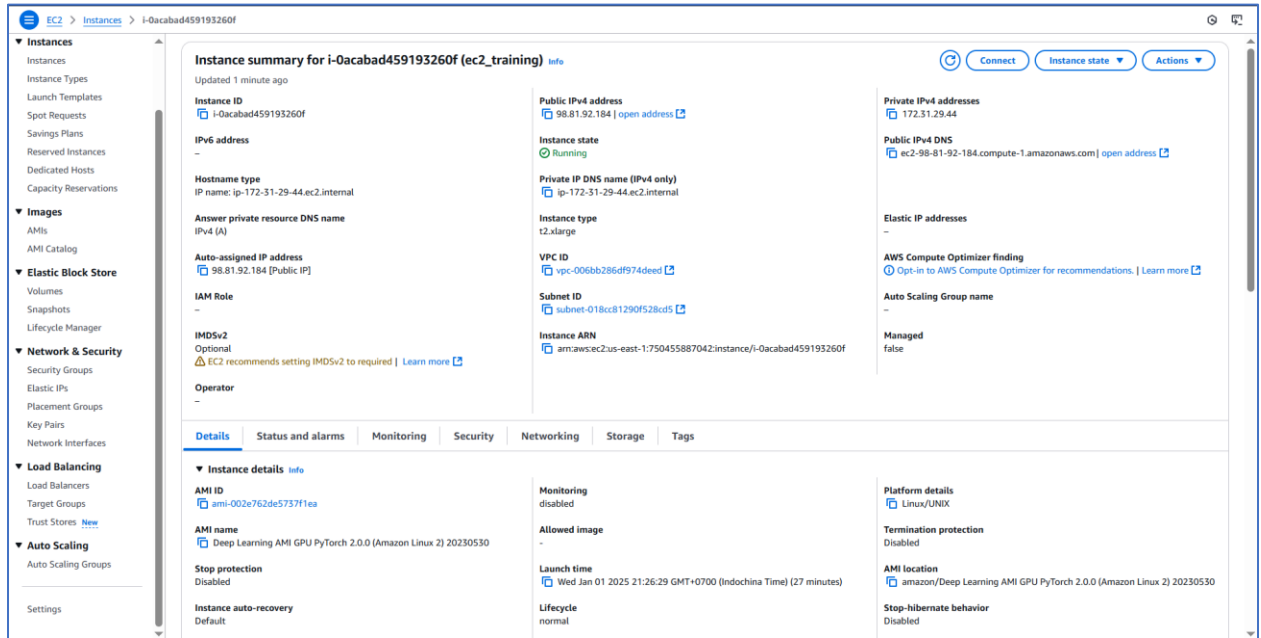 EC2 > Instances > i-0acabad459193260f
Instances
Instances
Instance Types
Launch Templates
Spot Requests
Savings Plans
Reserved Instances
Dedicated Hosts
Capacity Reservations
Images
AMIs
AMI Catalog
Elastic Block Store
Volumes
Snapshots
Lifecycle Manager
Network & Security
Security Groups
Elastic IPs
Placement Groups
Key Pairs
Network Interfaces
Load Balancing
Load Balancers
Target Groups
Trust Stores New
Auto Scaling
Auto Scaling Groups
Settings
Instance summary for i-0acabad459193260f (ec2_training) Info
Connect
Instance state
Actions
Updated 1 minute ago
Instance ID
i-0acabad459193260f
Public IPv4 address
98.81.92.184 | open address
Private IPv4 addresses
172.31.29.44
IPv6 address
–
Instance state
Running
Public IPv4 DNS
ec2-98-81-92-184.compute-1.amazonaws.com | open address
Hostname type
IP name: ip-172-31-29-44.ec2.internal
Private IP DNS name (IPv4 only)
ip-172-31-29-44.ec2.internal
Answer private resource DNS name
IPv4 (A)
Instance type
t2.xlarge
Elastic IP addresses
–
Auto-assigned IP address
98.81.92.184 [Public IP]
VPC ID
vpc-006bb286df974deed
AWS Compute Optimizer finding
Opt-in to AWS Compute Optimizer for recommendations. | Learn more
IAM Role
–
Subnet ID
subnet-018cc81290f528cd5
Auto Scaling Group name
–
IMDSv2
Optional
EC2 recommends setting IMDSv2 to required | Learn more
Instance ARN
arn:aws:ec2:us-east-1:750455887042:instance/i-0acabad459193260f
Managed
false
Operator
–
Details
Status and alarms
Monitoring
Security
Networking
Storage
Tags
Instance details Info
AMI ID
ami-002e762de5737f1ea
Monitoring
disabled
Platform details
Linux/UNIX
AMI name
Deep Learning AMI GPU PyTorch 2.0.0 (Amazon Linux 2) 20230530
Allowed image
-
Termination protection
Disabled
Stop protection
Disabled
Launch time
Wed Jan 01 2025 21:26:29 GMT+0700 (Indochina Time) (27 minutes)
AMI location
amazon/Deep Learning AMI GPU PyTorch 2.0.0 (Amazon Linux 2) 20230530
Instance auto-recovery
Default
Lifecycle
normal
Stop-hibernate behavior
Disabled